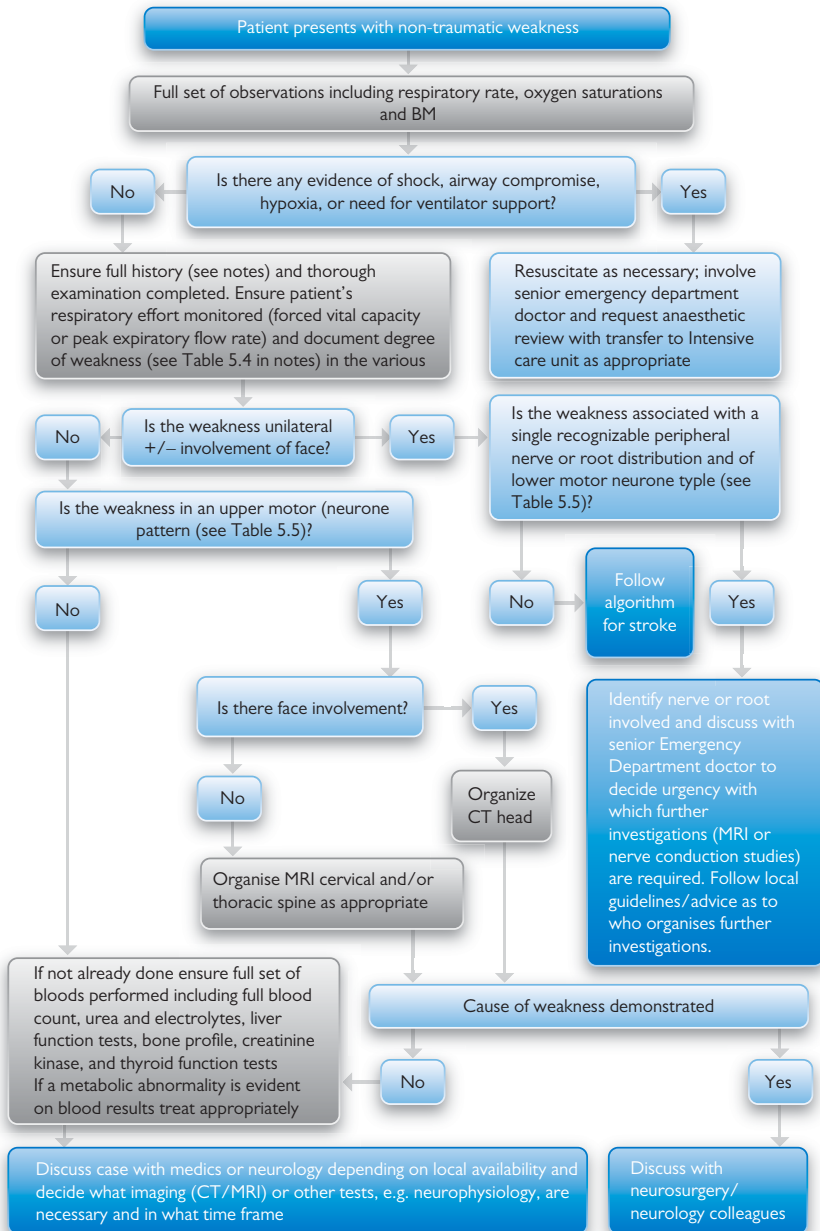 Patient presents with non-traumatic weakness
Full set of observations including respiratory rate, oxygen saturations
and BM
No
Is there any evidence of shock, airway compromise,
hypoxia, or need for ventilator support?
Yes
Ensure full history (see notes) and thorough
examination completed. Ensure patient's
respiratory effort monitored (forced vital capacity
or peak expiratory flow rate) and document degree
of weakness (see Table 5.4 in notes) in the various
Resuscitate as necessary; involve
senior emergency department
doctor and request anaesthetic
review with transfer to Intensive
care unit as appropriate
No
Is the weakness unilateral
+/– involvement of face?
Yes
Is the weakness associated with a
single recognizable peripheral
nerve or root distribution and of
lower motor neurone typle (see
Table 5.5)?
Is the weakness in an upper motor (neurone
pattern (see Table 5.5)?
No
Yes
No
Follow
algorithm
for stroke
Yes
Is there face involvement?
Yes
Identify nerve or root
involved and discuss with
senior Emergency
Department doctor to
decide urgency with
which further
investigations (MRI or
nerve conduction studies)
are required. Follow local
guidelines/advice as to
who organises further
investigations.
No
Organize
CT head
Organise MRI cervical and/or
thoracic spine as appropriate
If not already done ensure full set of
bloods performed including full blood
count, urea and electrolytes, liver
function tests, bone profile, creatinine
kinase, and thyroid function tests
If a metabolic abnormality is evident
on blood results treat appropriately
Cause of weakness demonstrated
No
Yes
Discuss case with medics or neurology depending on local availability and
decide what imaging (CT/MRI) or other tests, e.g. neurophysiology, are
necessary and in what time frame
Discuss with
neurosurgery/
neurology colleagues